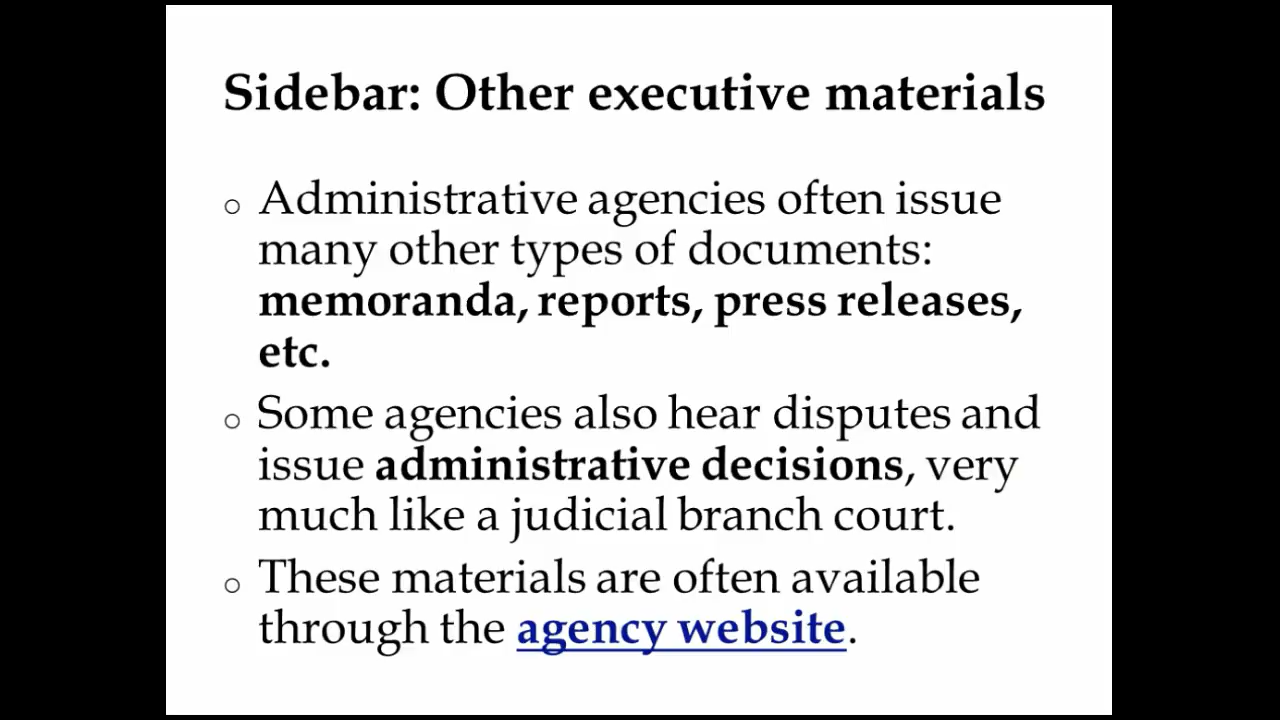 Sidebar: Other executive materials
o Administrative agencies often issue
many other types of documents:
memoranda, reports, press releases,
etc.
o Some agencies also hear disputes and
issue administrative decisions, very
much like a judicial branch court.
o These materials are often available
through the agency website.